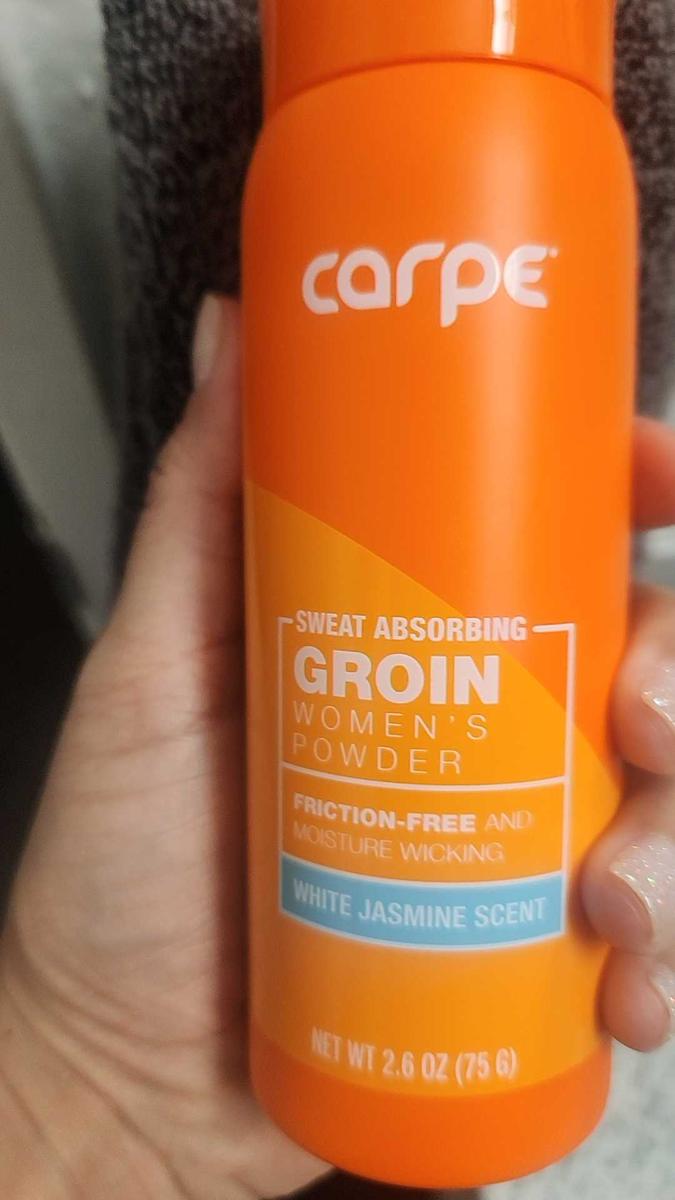 carpe
SWEAT ABSORBING
GROIN
WOMEN'S
POWDER
FRICTION-FREE AND
MOISTURE WICKING
WHITE JASMINE SCENT
NET WT 2.6 OZ (75 G)